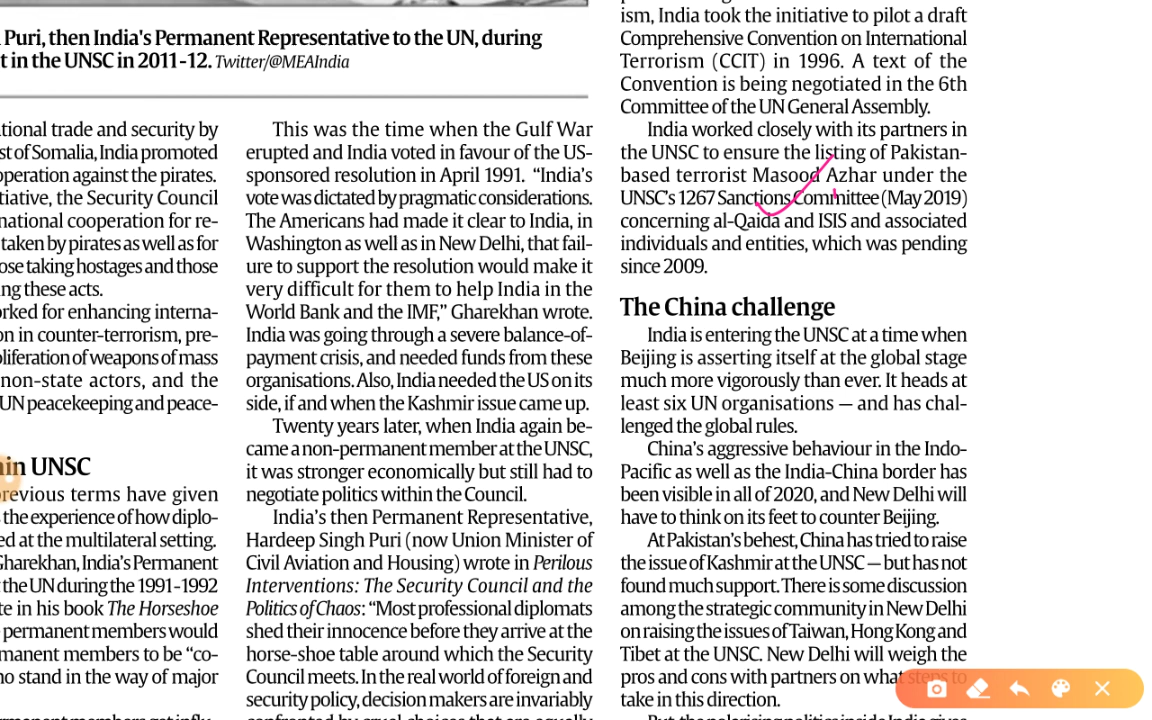 Puri, then India's Permanent Representative to the UN, during
t in the UNSC in 2011-12. Twitter/@MEAIndia
tional trade and security by
st of Somalia, India promoted
operation against the pirates.
tiative, the Security Council
national cooperation for re-
taken by pirates as well as for
ose taking hostages and those
ng these acts.
orked for enhancing interna-
on in counter-terrorism, pre-
oliferation of weapons of mass
non-state actors, and the
UN peacekeeping and peace-
in UNSC
previous terms have given
the experience of how diplo-
ed at the multilateral setting.
Gharekhan, India's Permanent
the UN during the 1991-1992
te in his book The Horseshoe
permanent members would
manent members to be “co-
ho stand in the way of major
This was the time when the Gulf War
erupted and India voted in favour of the US-
sponsored resolution in April 1991. “India's
vote was dictated by pragmatic considerations.
The Americans had made it clear to India, in
Washington as well as in New Delhi, that fail-
ure to support the resolution would make it
very difficult for them to help India in the
World Bank and the IMF,” Gharekhan wrote.
India was going through a severe balance-of-
payment crisis, and needed funds from these
organisations. Also, India needed the US on its
side, if and when the Kashmir issue came up.
Twenty years later, when India again be-
came a non-permanent member at the UNSC,
it was stronger economically but still had to
negotiate politics within the Council.
India's then Permanent Representative,
Hardeep Singh Puri (now Union Minister of
Civil Aviation and Housing) wrote in Perilous
Interventions: The Security Council and the
Politics of Chaos: “Most professional diplomats
shed their innocence before they arrive at the
horse-shoe table around which the Security
Council meets. In the real world of foreign and
security policy, decision makers are invariably
ism, India took the initiative to pilot a draft
Comprehensive Convention on International
Terrorism (CCIT) in 1996. A text of the
Convention is being negotiated in the 6th
Committee of the UN General Assembly.
India worked closely with its partners in
the UNSC to ensure the listing of Pakistan-
based terrorist Masood Azhar under the
UNSC's 1267 Sanctions Committee (May 2019)
concerning al-Qaida and ISIS and associated
individuals and entities, which was pending
since 2009.
The China challenge
India is entering the UNSC at a time when
Beijing is asserting itself at the global stage
much more vigorously than ever. It heads at
least six UN organisations — and has chal-
lenged the global rules.
China's aggressive behaviour in the Indo-
Pacific as well as the India-China border has
been visible in all of 2020, and New Delhi will
have to think on its feet to counter Beijing.
At Pakistan's behest, China has tried to raise
the issue of Kashmir at the UNSC — but has not
found much support. There is some discussion
among the strategic community in New Delhi
on raising the issues of Taiwan, Hong Kong and
Tibet at the UNSC. New Delhi will weigh the
pros and cons with partners on what steps to
take in this direction.